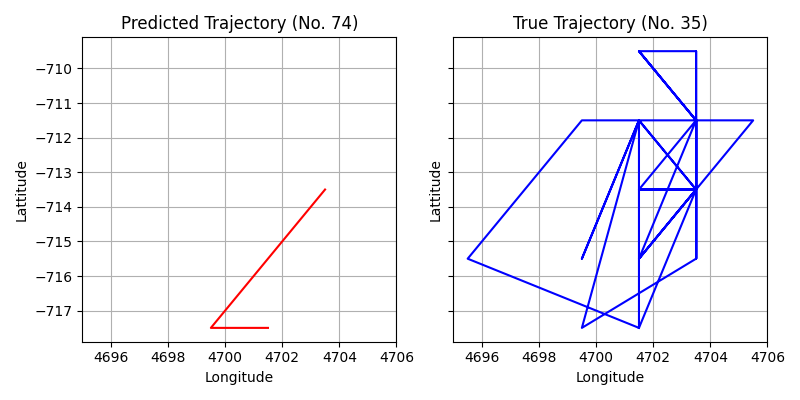 Predicted Trajectory (No. 74)
True Trajectory (No. 35)
−710
−711
−712
−713
−714
−715
−716
−717
Lattitude
Lattitude
4696 4698 4700 4702 4704 4706
4696 4698 4700 4702 4704 4706
Longitude
Longitude